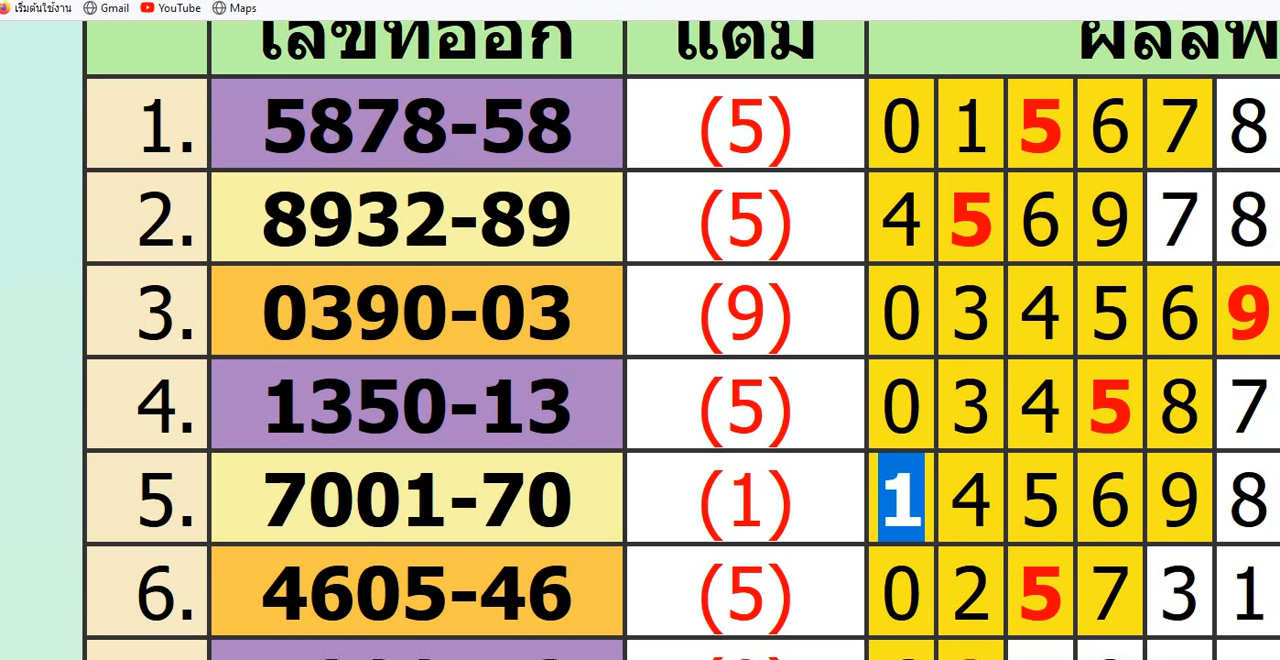 เริ่มต้นใช้งาน Gmail YouTube Maps
เลขที่ออก แต้ม ผลลัพ
1. 5878-58 (5) 0 1 5 6 7 8
2. 8932-89 (5) 4 5 6 9 7 8
3. 0390-03 (9) 0 3 4 5 6 9
4. 1350-13 (5) 0 3 4 5 8 7
5. 7001-70 (1) 1 4 5 6 9 8
6. 4605-46 (5) 0 2 5 7 3 1